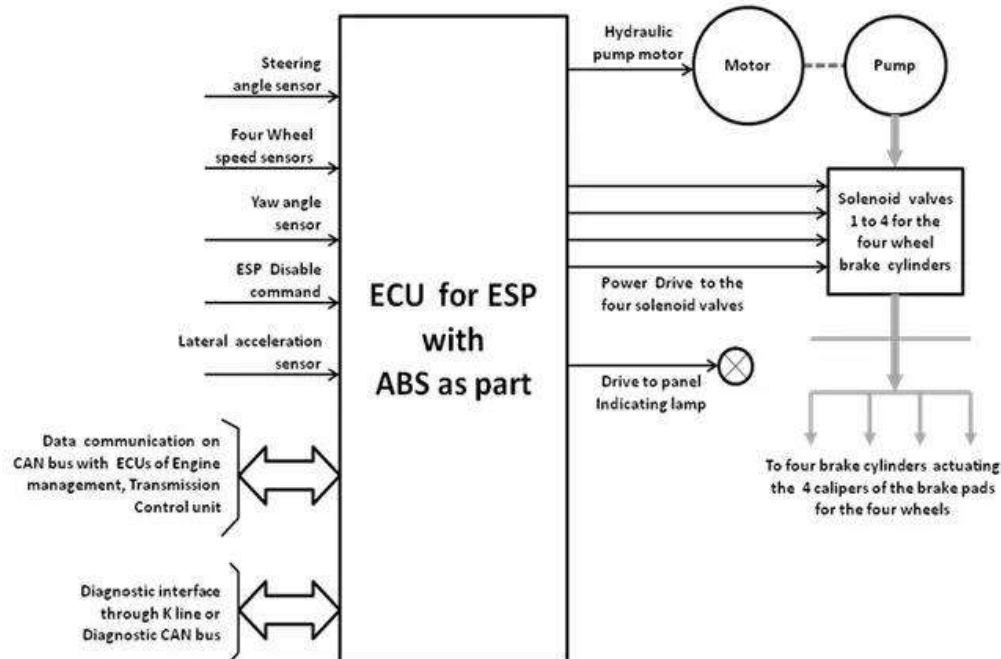 Steering
angle sensor
Four Wheel
speed sensors
Yaw angle
sensor
ESP Disable
command
Lateral acceleration
sensor
Data communication on
CAN bus with ECUs of Engine
management, Transmission
Control unit
Diagnostic interface
through K line or
Diagnostic CAN bus
ECU for ESP
with
ABS as part
Hydraulic
pump motor
Motor
Pump
Solenoid valves
1 to 4 for the
four wheel
brake cylinders
Power Drive to the
four solenoid valves
Drive to panel
Indicating lamp
To four brake cylinders actuating
the 4 calipers of the brake pads
for the four wheels